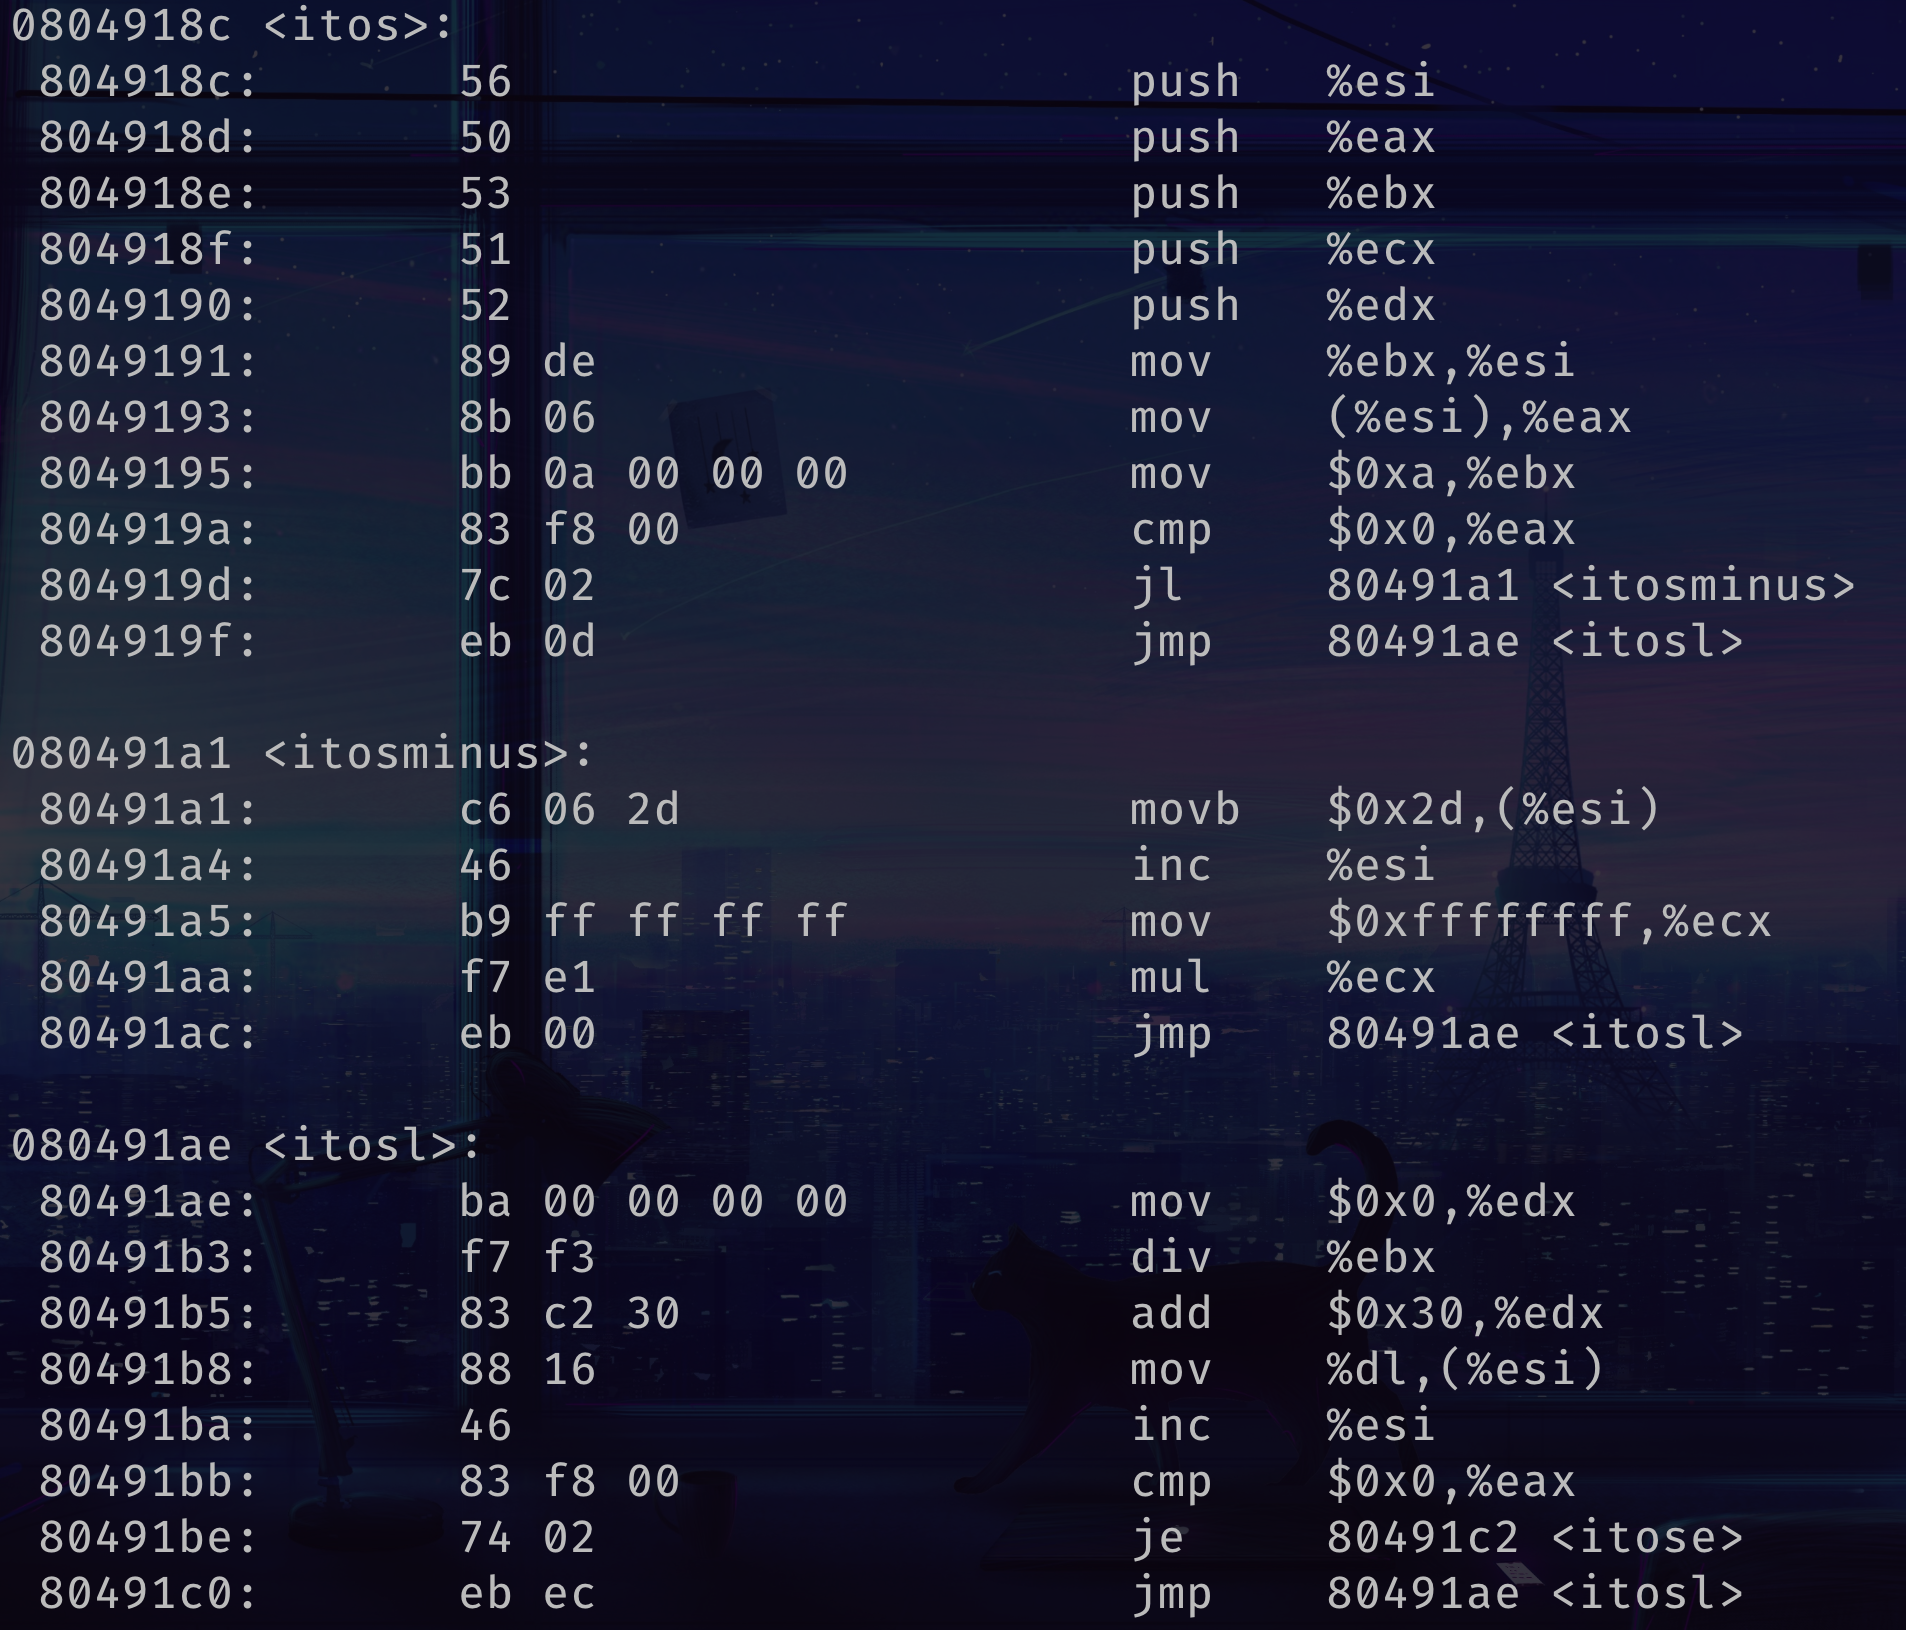 0804918c <itos>:
 804918c:	56	push   %esi
 804918d:	50	push   %eax
 804918e:	53	push   %ebx
 804918f:	51	push   %ecx
 8049190:	52	push   %edx
 8049191:	89 de	mov    %ebx,%esi
 8049193:	8b 06	mov    (%esi),%eax
 8049195:	bb 0a 00 00 00	mov    $0xa,%ebx
 804919a:	83 f8 00	cmp    $0x0,%eax
 804919d:	7c 02	jl     80491a1 <itosminus>
 804919f:	eb 0d	jmp    80491ae <itosl>

080491a1 <itosminus>:
 80491a1:	c6 06 2d	movb   $0x2d,(%esi)
 80491a4:	46	inc    %esi
 80491a5:	b9 ff ff ff ff	mov    $0xffffffff,%ecx
 80491aa:	f7 e1	mul    %ecx
 80491ac:	eb 00	jmp    80491ae <itosl>

080491ae <itosl>:
 80491ae:	ba 00 00 00 00	mov    $0x0,%edx
 80491b3:	f7 f3	div    %ebx
 80491b5:	83 c2 30	add    $0x30,%edx
 80491b8:	88 16	mov    %dl,(%esi)
 80491ba:	46	inc    %esi
 80491bb:	83 f8 00	cmp    $0x0,%eax
 80491be:	74 02	je     80491c2 <itose>
 80491c0:	eb ec	jmp    80491ae <itosl>